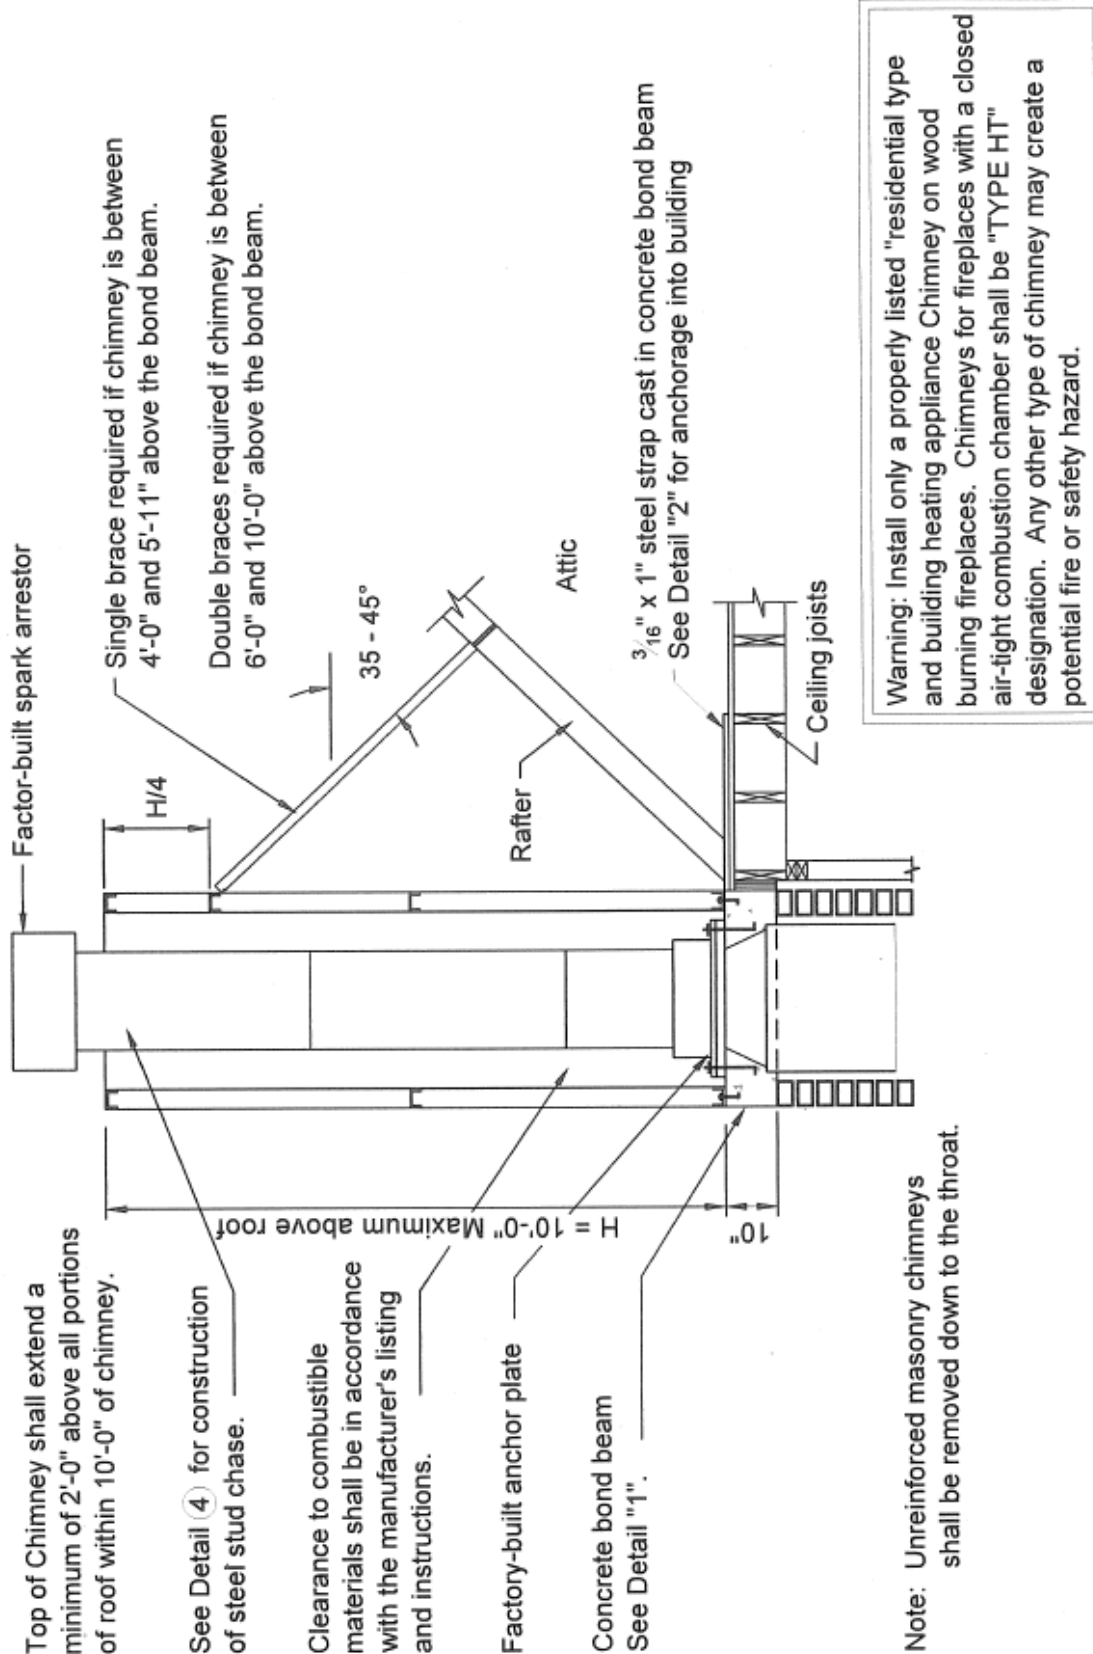 Top of Chimney shall extend a
minimum of 2'-0" above all portions
of roof within 10'-0" of chimney.
See Detail 4 for construction
of steel stud chase.
Clearance to combustible
materials shall be in accordance
with the manufacturer's listing
and instructions.
Factory-built anchor plate
Concrete bond beam
See Detail "1".
Note: Unreinforced masonry chimneys
shall be removed down to the throat.
H = 10'-0" Maximum above roof
10"
Factor-built spark arrestor
H/4
Single brace required if chimney is between
4'-0" and 5'-11" above the bond beam.
Double braces required if chimney is between
6'-0" and 10'-0" above the bond beam.
35 - 45°
Rafter
Attic
3/16" x 1" steel strap cast in concrete bond beam
See Detail "2" for anchorage into building
Ceiling joists
Warning: Install only a properly listed "residential type
and building heating appliance Chimney on wood
burning fireplaces. Chimneys for fireplaces with a closed
air-tight combustion chamber shall be "TYPE HT"
designation. Any other type of chimney may create a
potential fire or safety hazard.